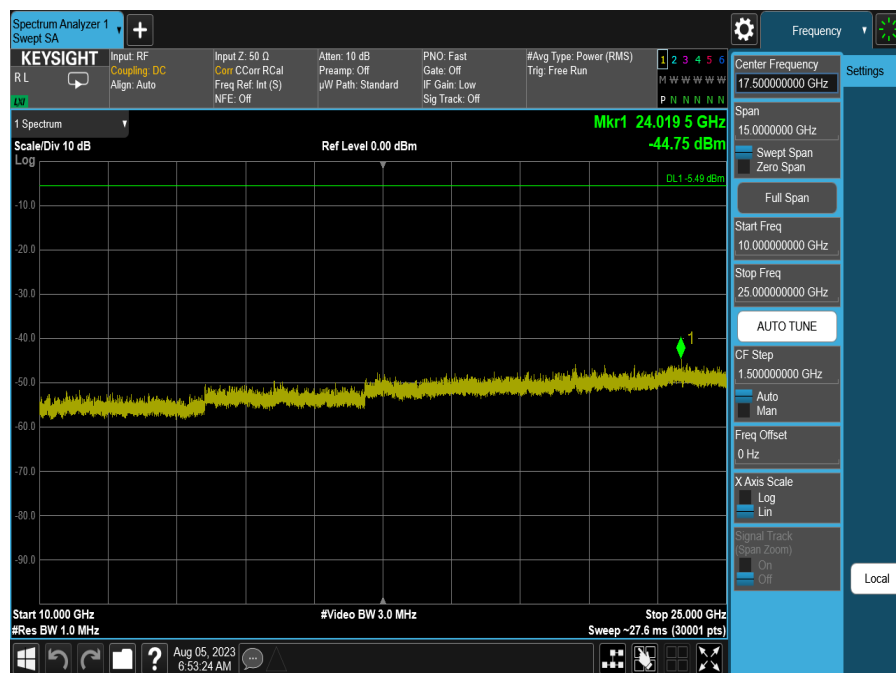 Spectrum Analyzer 1
Swept SA
+
Frequency
KEYSIGHT
R L
LXI
Input: RF
Coupling: DC
Align: Auto
Input Z: 50 Ω
Corr CCorr RCal
Freq Ref: Int (S)
NFE: Off
Atten: 10 dB
Preamp: Off
µW Path: Standard
PNO: Fast
Gate: Off
IF Gain: Low
Sig Track: Off
#Avg Type: Power (RMS)
Trig: Free Run
1 2 3 4 5 6
M W W W W W
P N N N N N
1 Spectrum
Mkr1 24.019 5 GHz
Scale/Div 10 dB
Ref Level 0.00 dBm
-44.75 dBm
Log
DL1 -5.49 dBm
-10.0
-20.0
-30.0
-40.0
1
-50.0
-60.0
-70.0
-80.0
-90.0
Start 10.000 GHz
#Video BW 3.0 MHz
Stop 25.000 GHz
#Res BW 1.0 MHz
Sweep ~27.6 ms (30001 pts)
Center Frequency
17.500000000 GHz
Settings
Span
15.0000000 GHz
Swept Span
Zero Span
Full Span
Start Freq
10.000000000 GHz
Stop Freq
25.000000000 GHz
AUTO TUNE
CF Step
1.500000000 GHz
Auto
Man
Freq Offset
0 Hz
X Axis Scale
Log
Lin
Signal Track
(Span Zoom)
On
Off
Local
?
Aug 05, 2023
6:53:24 AM